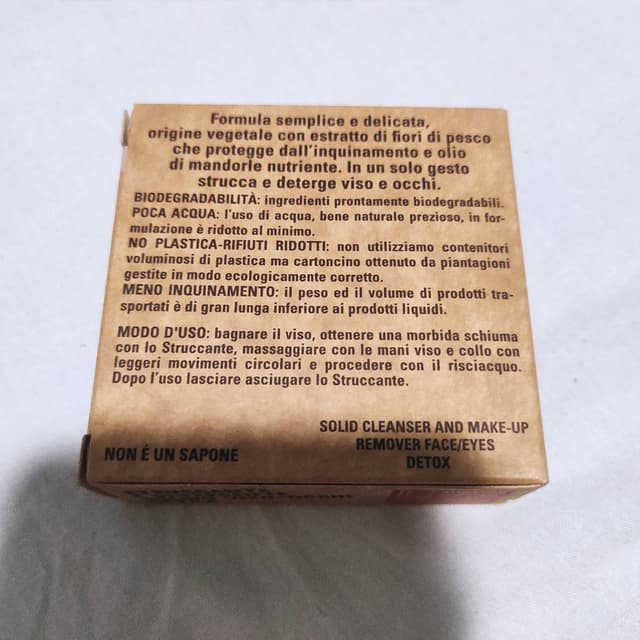 Formula semplice e delicata,
origine vegetale con estratto di fiori di pesco
che protegge dall'inquinamento e olio
di mandorle nutriente. In un solo gesto
strucca e deterge viso e occhi.
BIODEGRADABILITÀ: ingredienti prontamente biodegradabili.
POCA ACQUA: l'uso di acqua, bene naturale prezioso, in for-
mulazione è ridotto al minimo.
NO PLASTICA-RIFIUTI RIDOTTI: non utilizziamo contenitori
voluminosi di plastica ma cartoncino ottenuto da piantagioni
gestite in modo ecologicamente corretto.
MENO INQUINAMENTO: il peso ed il volume di prodotti tra-
sportati è di gran lunga inferiore ai prodotti liquidi.
MODO D'USO: bagnare il viso, ottenere una morbida schiuma
con lo Struccante, massaggiare con le mani viso e collo con
leggeri movimenti circolari e procedere con il risciacquo.
Dopo l'uso lasciare asciugare lo Struccante.
SOLID CLEANSER AND MAKE-UP
REMOVER FACE/EYES
DETOX
NON É UN SAPONE